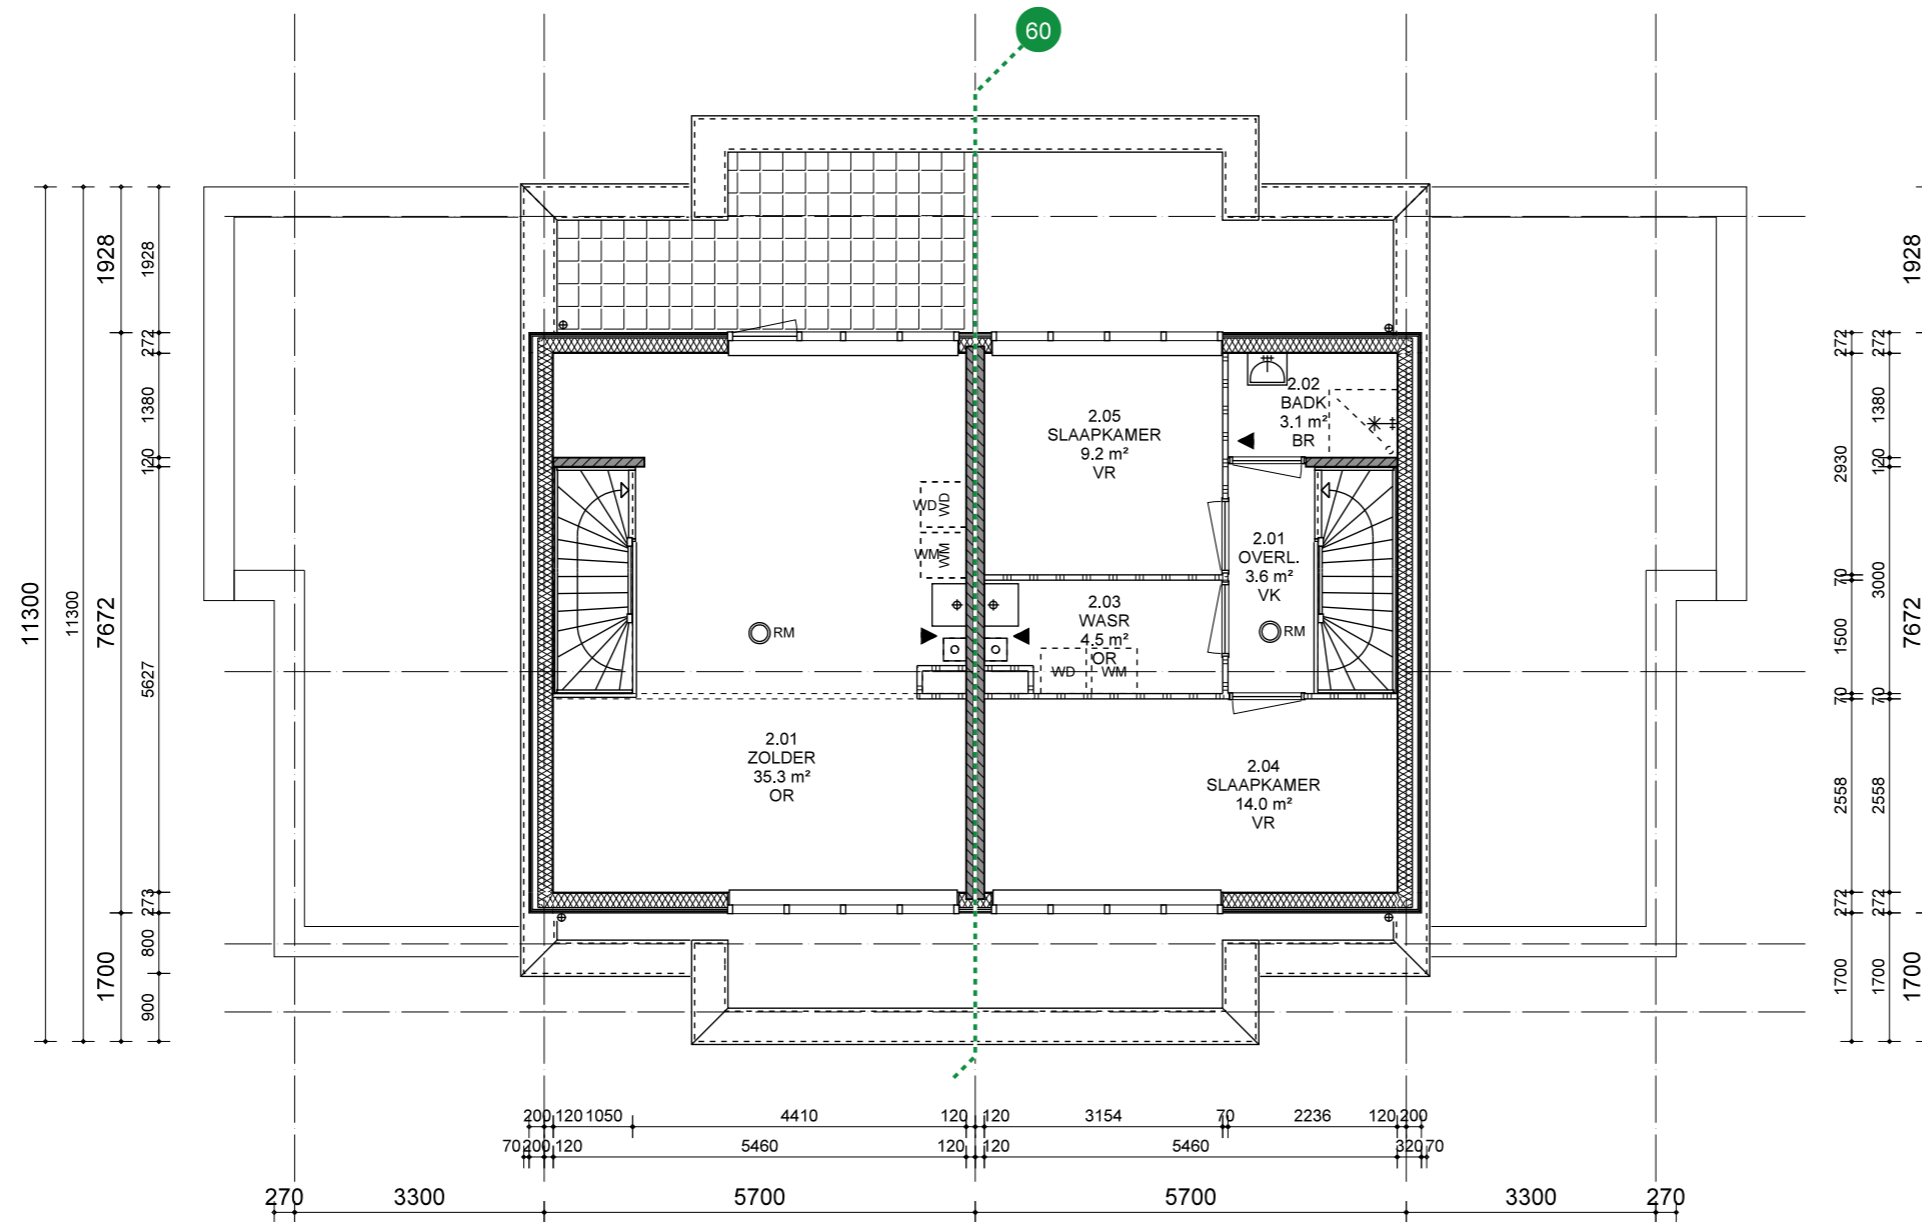 60
2.05
SLAAPKAMER
9.2 m²
VR
2.02
BADK
3.1 m²
BR
WD
WD
WM
WM
2.01
OVERL.
3.6 m²
VK
2.03
WASR
4.5 m²
OR
RM
RM
WD
WM
2.01
ZOLDER
35.3 m²
OR
2.04
SLAAPKAMER
14.0 m²
VR
11300
11300
1928
7672
1700
1928
272
1380
120
5627
273
800
900
272
2930
70
1500
70
2558
272
1700
272
1380
120
3000
70
2558
272
1700
1928
7672
1700
200 120 1050 4410 120 120 3154 70 2236 120 200
70 200 120 5460 120 120 5460 320 70
270 3300 5700 5700 3300 270